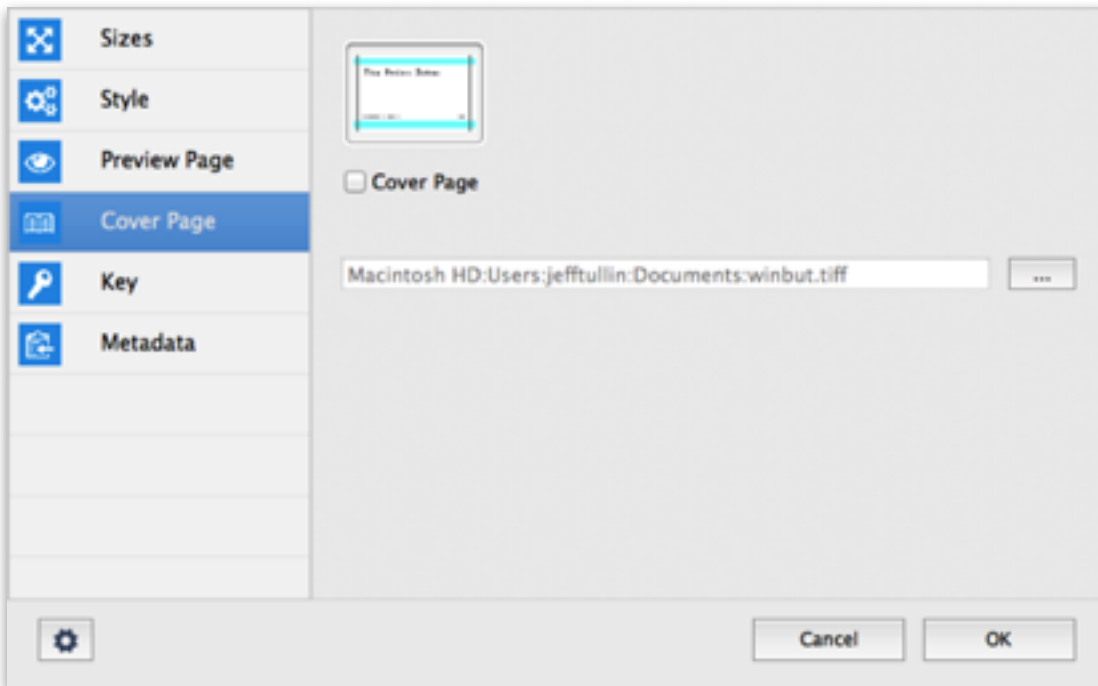 Sizes
Style
Preview Page
Cover Page
Key
Metadata
Cover Page
Macintosh HD:Users:jefftullin:Documents:winbut.tiff
...
Cancel
OK